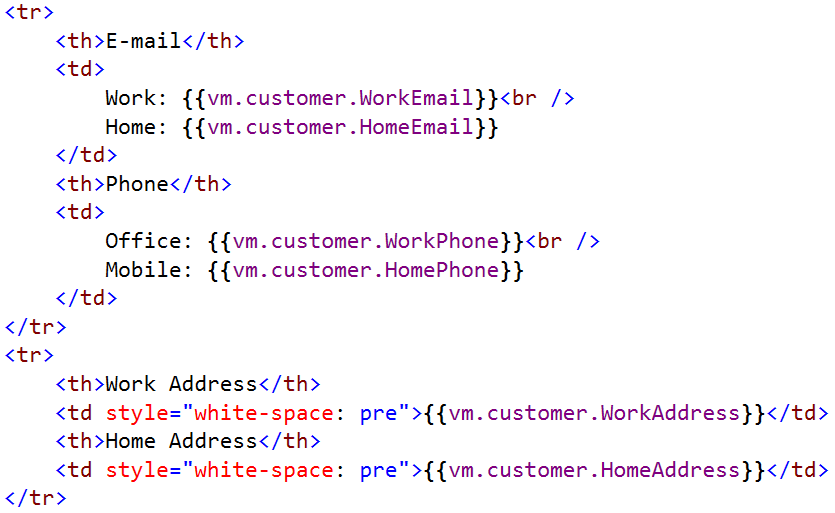 <tr>
    <th>E-mail</th>
    <td>
        Work: {{vm.customer.WorkEmail}}<br />
        Home: {{vm.customer.HomeEmail}}
    </td>
    <th>Phone</th>
    <td>
        Office: {{vm.customer.WorkPhone}}<br />
        Mobile: {{vm.customer.HomePhone}}
    </td>
</tr>
<tr>
    <th>Work Address</th>
    <td style="white-space: pre">{{vm.customer.WorkAddress}}</td>
    <th>Home Address</th>
    <td style="white-space: pre">{{vm.customer.HomeAddress}}</td>
</tr>